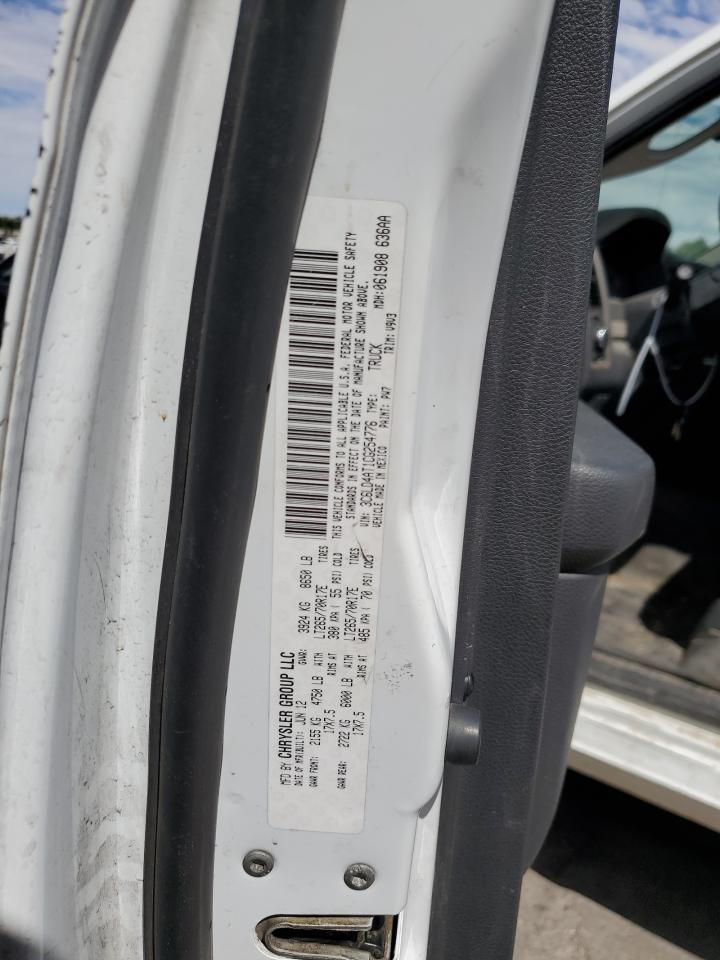 MFD BY CHRYSLER GROUP LLC
DATE OF MFR(BUILT): JUN 12 GVWR: 3924 KG 8650 LB
GAWR FRONT: 2155 KG 4750 LB WITH LT265/70R17E TIRES
17X7.5 RIMS AT 380 KPA ( 55 PSI) COLD
GAWR REAR: 2722 KG 6000 LB WITH LT265/70R17E TIRES
17X7.5 RIMS AT 485 KPA ( 70 PSI) COLD
THIS VEHICLE CONFORMS TO ALL APPLICABLE U.S.A. FEDERAL MOTOR VEHICLE SAFETY
STANDARDS IN EFFECT ON THE DATE OF MANUFACTURE SHOWN ABOVE.
VIN: 3C6LD4AT1CG254776 TYPE: TRUCK MDH:061908 636AA
VEHICLE MADE IN MEXICO PAINT: PW7 TRIM: V9V3